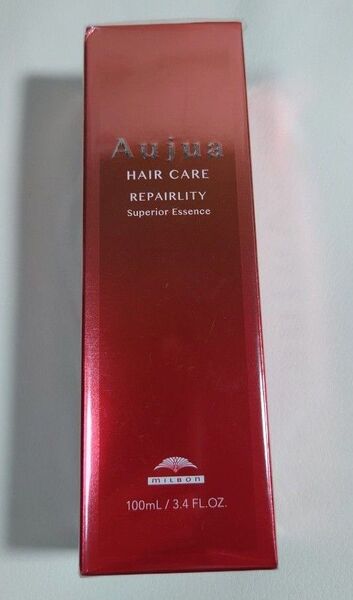 Aujua
HAIR CARE
REPAIRLITY
Superior Essence
MILBON
100mL / 3.4 FL.OZ.